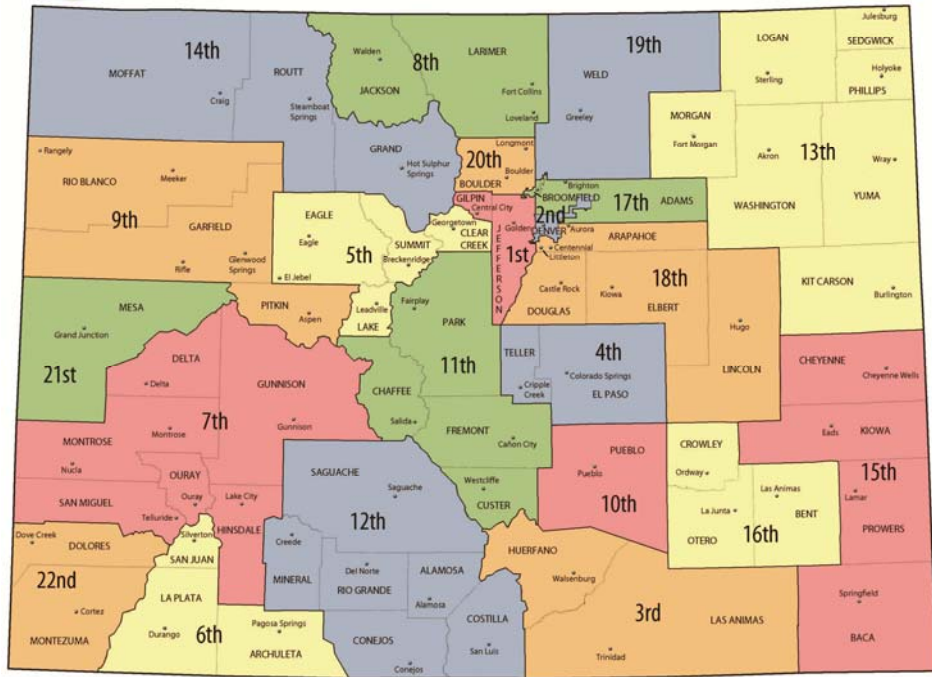 Julesburg
14th
8th
19th
LOGAN
SEDGWICK
MOFFAT
ROUTT
Walden
LARIMER
WELD
Holyoke
Sterling
PHILLIPS
Craig
Steamboat
Springs
JACKSON
Fort Collins
Loveland
Greeley
MORGAN
Fort Morgan
13th
Rangely
GRAND
Longmont
Akron
Wray
Meeker
Hot Sulphur
Springs
20th
Boulder
BOULDER
RIO BLANCO
Brighton
BROOMFIELD
17th
ADAMS
WASHINGTON
YUMA
9th
GARFIELD
EAGLE
Eagle
5th
SUMMIT
GILPIN
Central City
Georgetown
CLEAR
CREEK
Golden
2nd
DENVER
Aurora
ARAPAHOE
Centennial
Littleton
Breckenridge
JEFFERSON
1st
Rifle
Glenwood
Springs
El Jebel
KIT CARSON
Burlington
18th
Castle Rock
Kiowa
DOUGLAS
ELBERT
MESA
PITKIN
Aspen
Leadville
LAKE
Fairplay
PARK
Hugo
LINCOLN
Grand Junction
21st
DELTA
Delta
GUNNISON
11th
TELLER
4th
Cripple
Creek
Colorado Springs
EL PASO
CHEYENNE
Cheyenne Wells
CHAFFEE
Salida
7th
Gunnison
MONTROSE
Montrose
Nucla
FREMONT
Cañon City
PUEBLO
Pueblo
CROWLEY
Ordway
Eads
KIOWA
OURAY
Ouray
SAGUACHE
Saguache
Westcliffe
CUSTER
10th
Las Animas
La Junta
BENT
15th
Lamar
SAN MIGUEL
Telluride
Lake City
HINSDALE
12th
OTERO
16th
PROWERS
Dove Creek
DOLORES
Silverton
SAN JUAN
Creede
MINERAL
Del Norte
RIO GRANDE
ALAMOSA
Alamosa
HUERFANO
Walsenburg
22nd
LA PLATA
Cortez
MONTEZUMA
Durango
6th
Pagosa Springs
ARCHULETA
CONEJOS
Conejos
COSTILLA
San Luis
3rd
LAS ANIMAS
Trinidad
Springfield
BACA